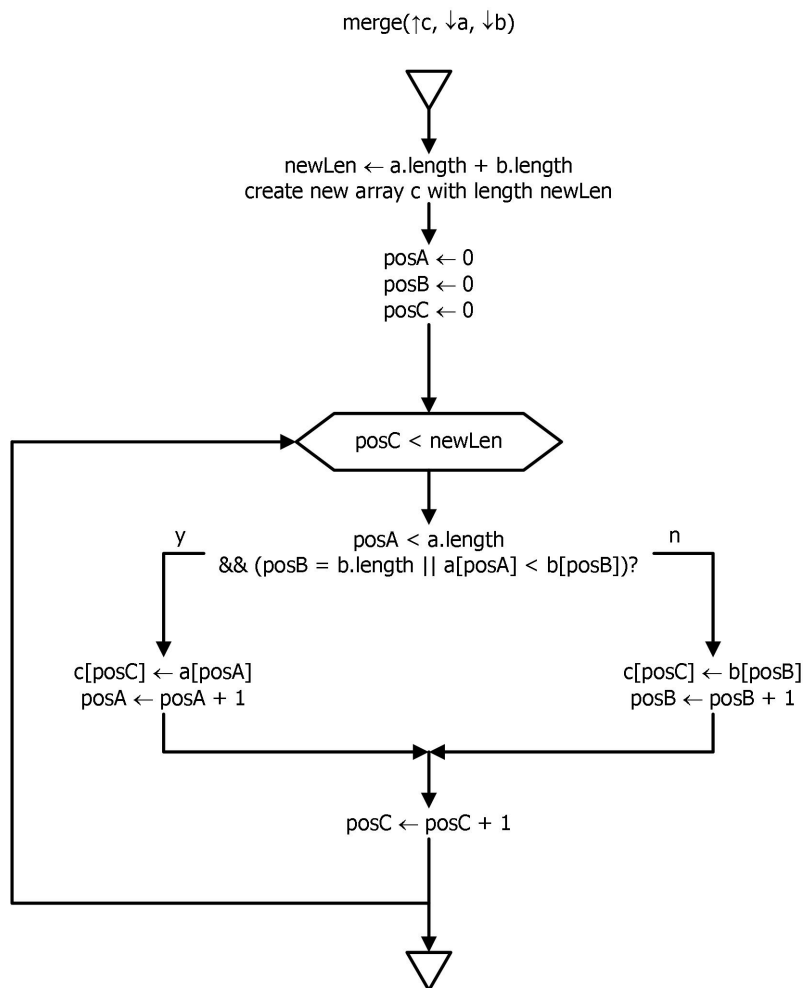 merge(↑c, ↓a, ↓b)
newLen ← a.length + b.length
create new array c with length newLen
posA ← 0
posB ← 0
posC ← 0
posC < newLen
y
posA < a.length
n
&& (posB = b.length || a[posA] < b[posB])?
c[posC] ← a[posA]
posA ← posA + 1
c[posC] ← b[posB]
posB ← posB + 1
posC ← posC + 1